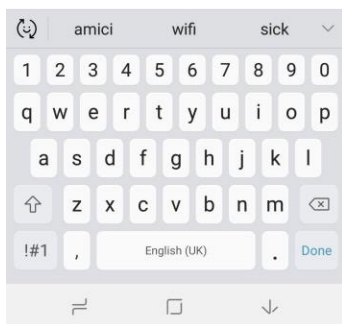 amici wifi sick
1 2 3 4 5 6 7 8 9 0
q w e r t y u i o p
a s d f g h j k l
z x c v b n m
!#1 , English (UK) . Done